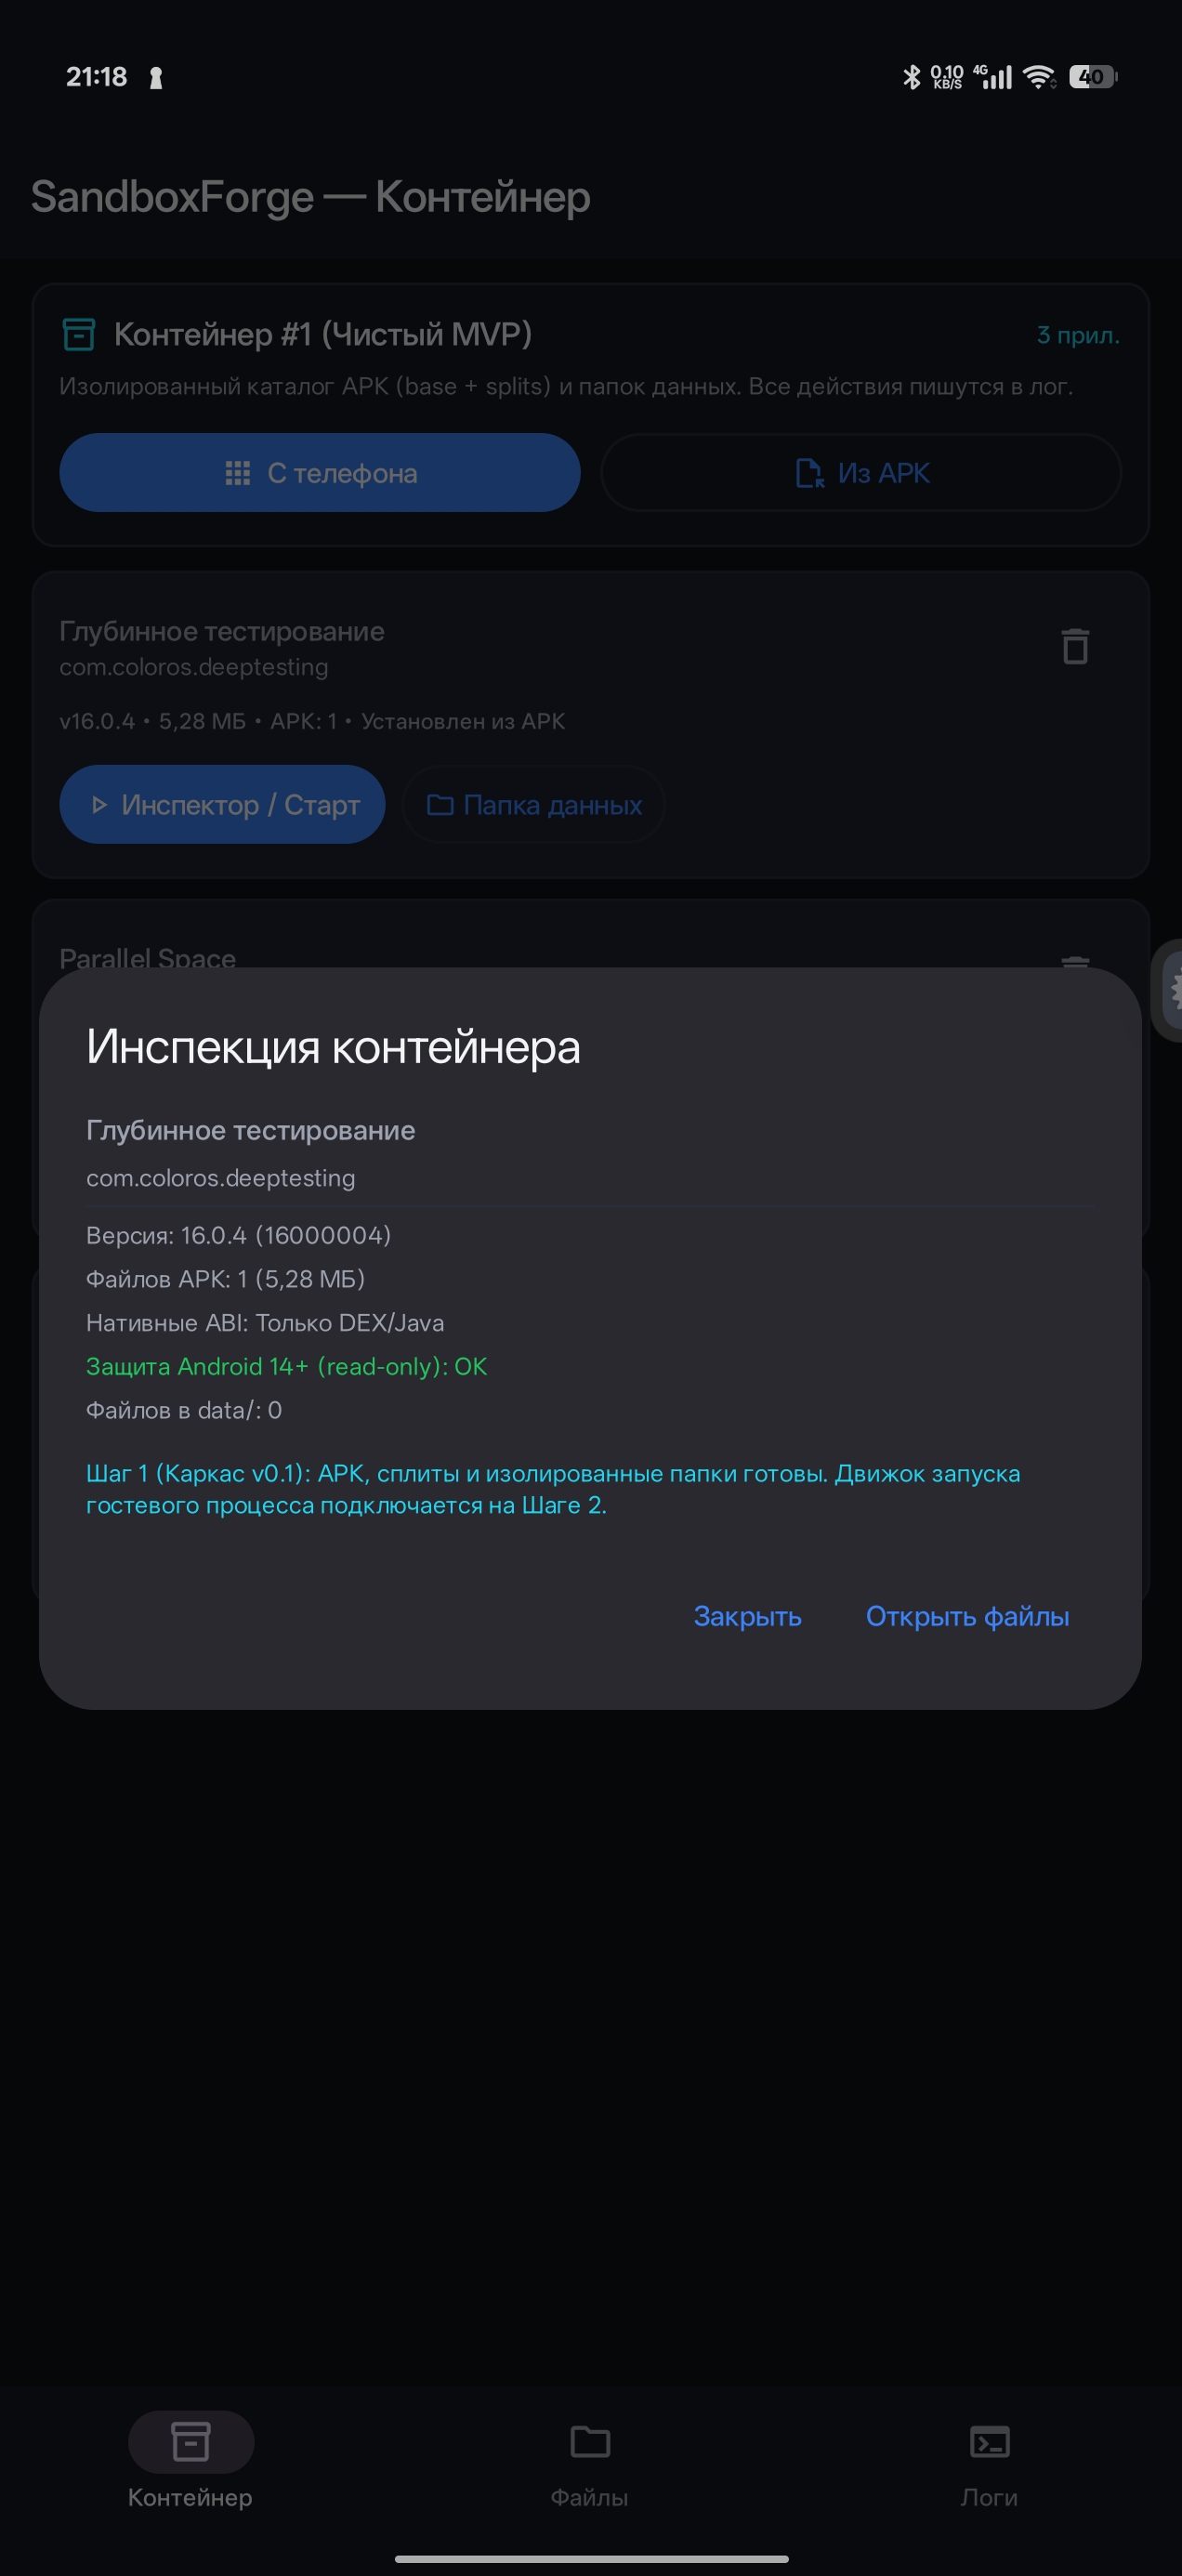 21:18
0.10
KB/S
4G
40
SandboxForge — Контейнер
Контейнер #1 (Чистый MVP)
3 прил.
Изолированный каталог APK (base + splits) и папок данных. Все действия пишутся в лог.
С телефона
Из APK
Глубинное тестирование
com.coloros.deeptesting
v16.0.4 • 5,28 МБ • APK: 1 • Установлен из APK
Инспектор / Старт
Папка данных
Parallel Space
Инспекция контейнера
Глубинное тестирование
com.coloros.deeptesting
Версия: 16.0.4 (16000004)
Файлов APK: 1 (5,28 МБ)
Нативные ABI: Только DEX/Java
Защита Android 14+ (read-only): OK
Файлов в data/: 0
Шаг 1 (Каркас v0.1): APK, сплиты и изолированные папки готовы. Движок запуска
гостевого процесса подключается на Шаге 2.
Закрыть
Открыть файлы
Контейнер
Файлы
Логи